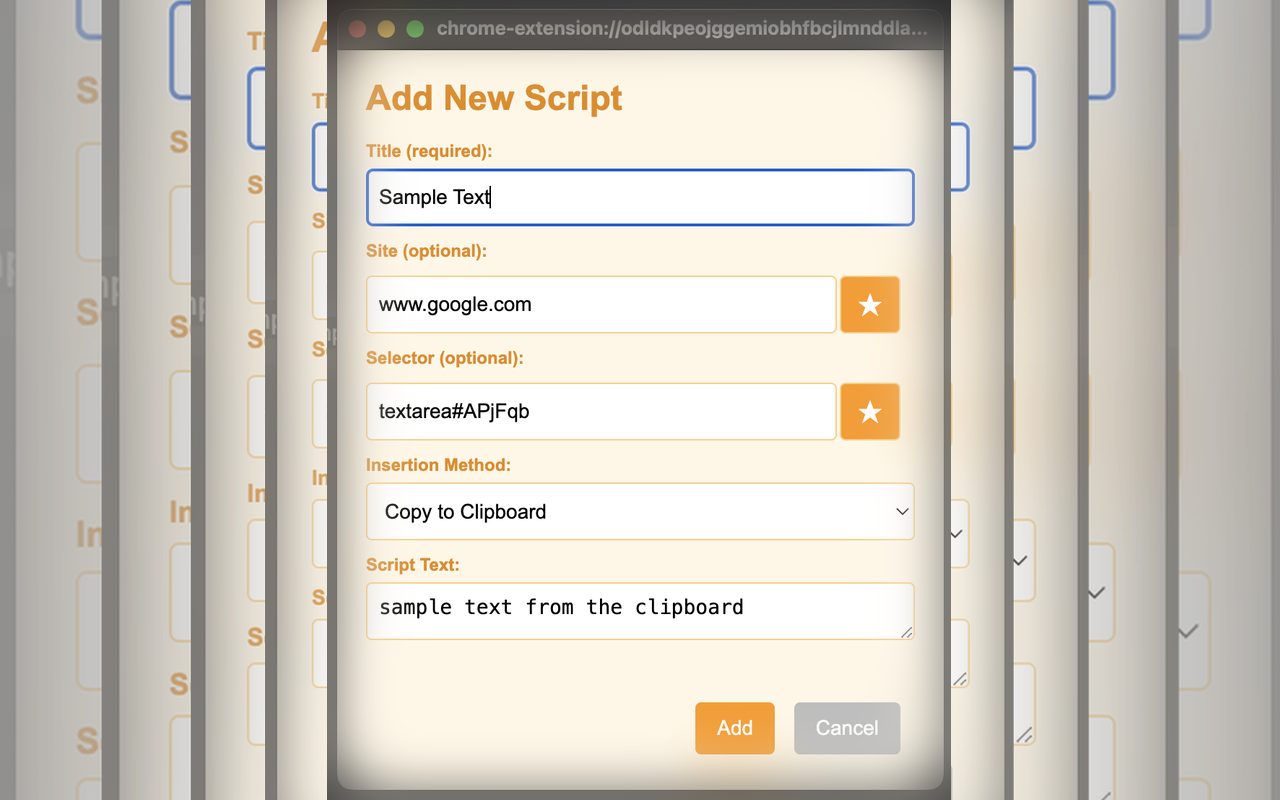 chrome-extension://odldkpeojggemiobhfbcjlmnddla...
Add New Script
Title (required):
Sample Text
Site (optional):
www.google.com
★
Selector (optional):
textarea#APjFqb
★
Insertion Method:
Copy to Clipboard
Script Text:
sample text from the clipboard
Add
Cancel